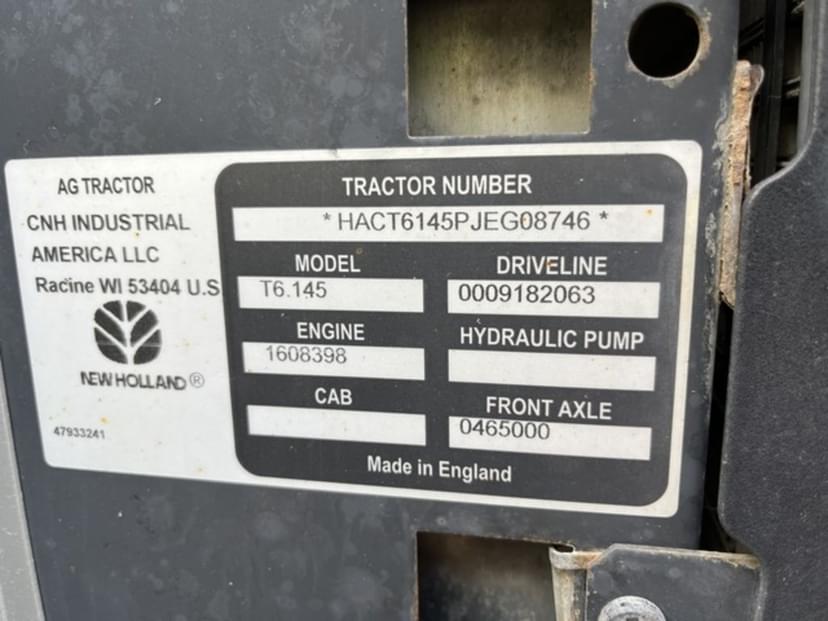 AG TRACTOR
CNH INDUSTRIAL
AMERICA LLC
Racine WI 53404 U.S
NEW HOLLAND®
47933241
TRACTOR NUMBER
* HACT6145PJEG08746 *
MODEL
T6.145
DRIVELINE
0009182063
ENGINE
1608398
HYDRAULIC PUMP
CAB
FRONT AXLE
0465000
Made in England